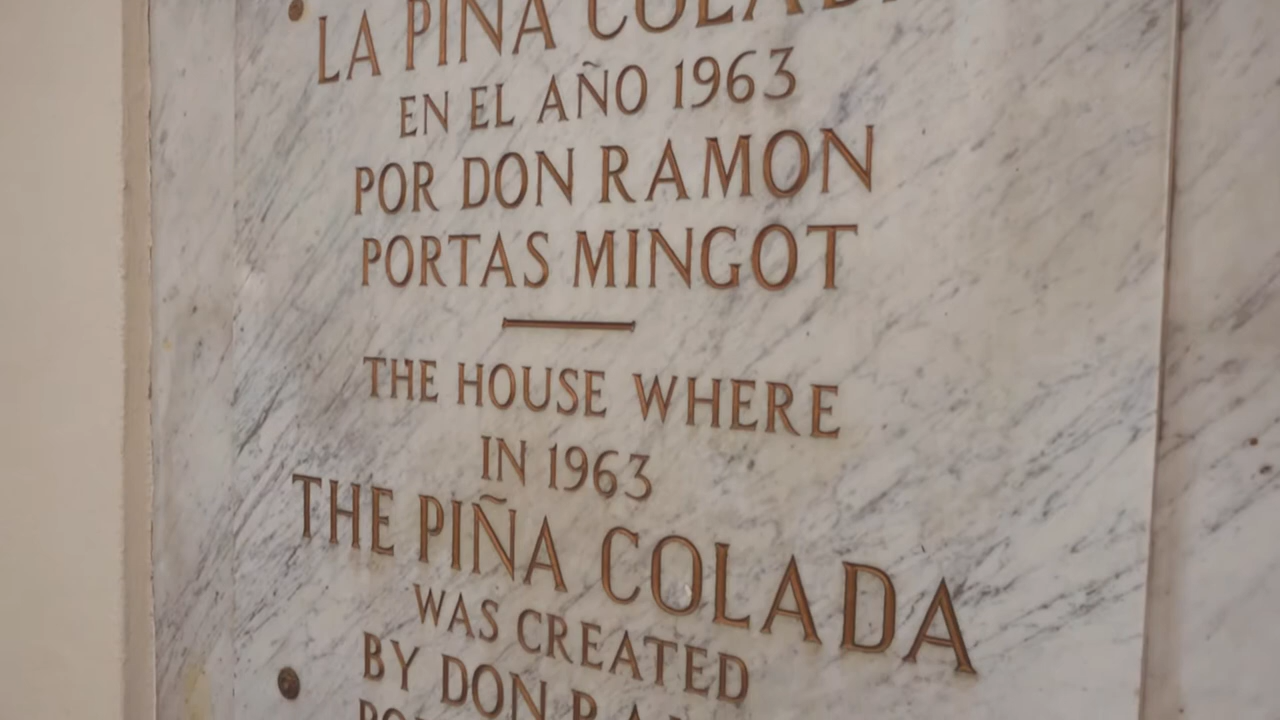 LA PIÑA COLADA
EN EL AÑO 1963
POR DON RAMON
PORTAS MINGOT
THE HOUSE WHERE
IN 1963
THE PIÑA COLADA
WAS CREATED
BY DON